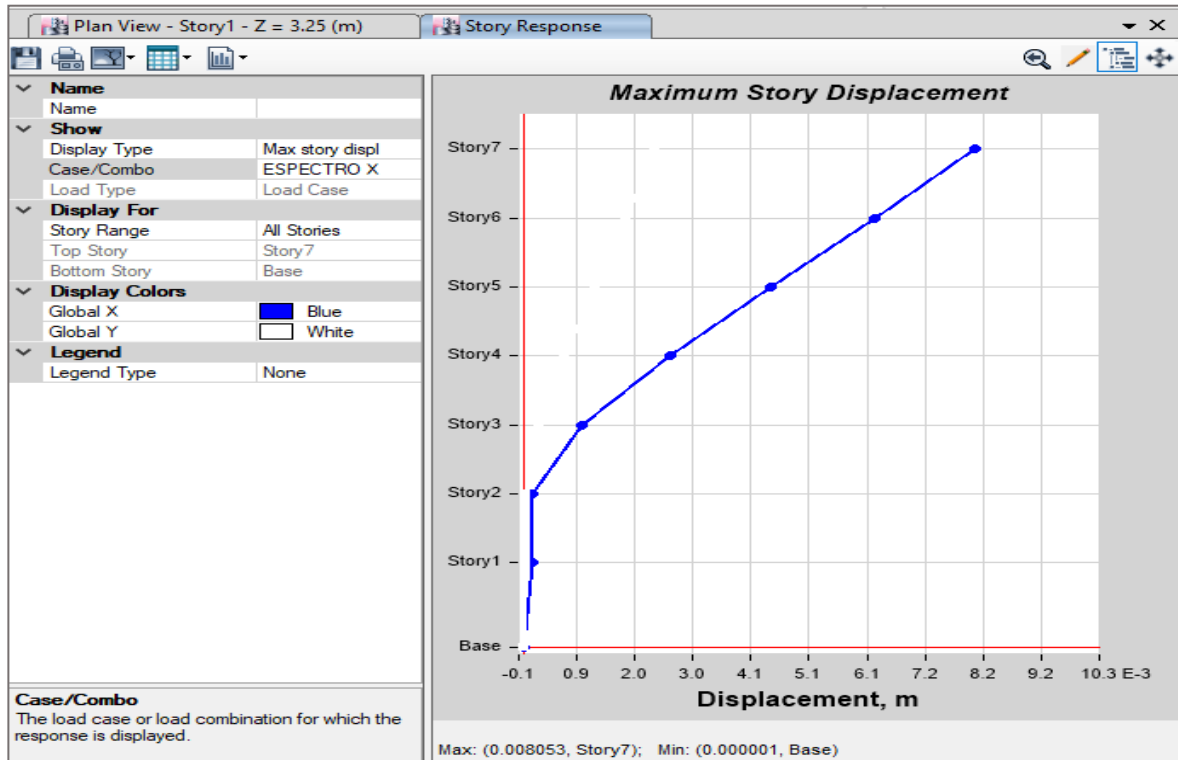 Plan View - Story1 - Z = 3.25 (m)
Story Response
Name
Name
Show
Display Type Max story displ
Case/Combo ESPECTRO X
Load Type Load Case
Display For
Story Range All Stories
Top Story Story7
Bottom Story Base
Display Colors
Global X Blue
Global Y White
Legend
Legend Type None
Case/Combo
The load case or load combination for which the
response is displayed.
Maximum Story Displacement
Story7
Story6
Story5
Story4
Story3
Story2
Story1
Base
-0.1 0.9 2.0 3.0 4.1 5.1 6.1 7.2 8.2 9.2 10.3 E-3
Displacement, m
Max: (0.008053, Story7); Min: (0.000001, Base)